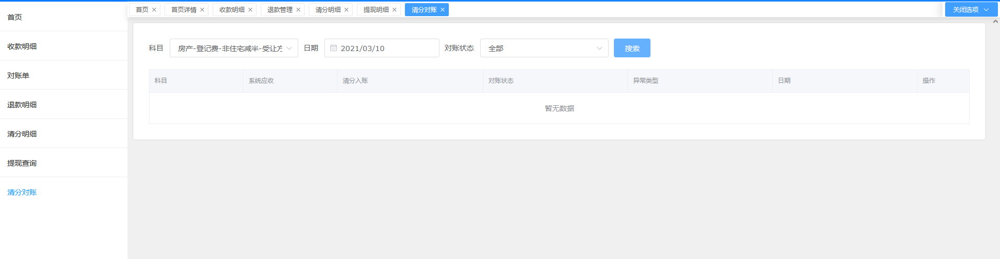 首页
收款明细
对账单
退款明细
清分明细
提现查询
清分对账
首页 首页详情 收款明细 退款管理 清分明细 提现明细 清分对账 关闭选项
科目 房产-登记费-非住宅减半-受让方 日期 2021/03/10 对账状态 全部 搜索
科目 系统应收 清分入账 对账状态 异常类型 日期 操作
暂无数据